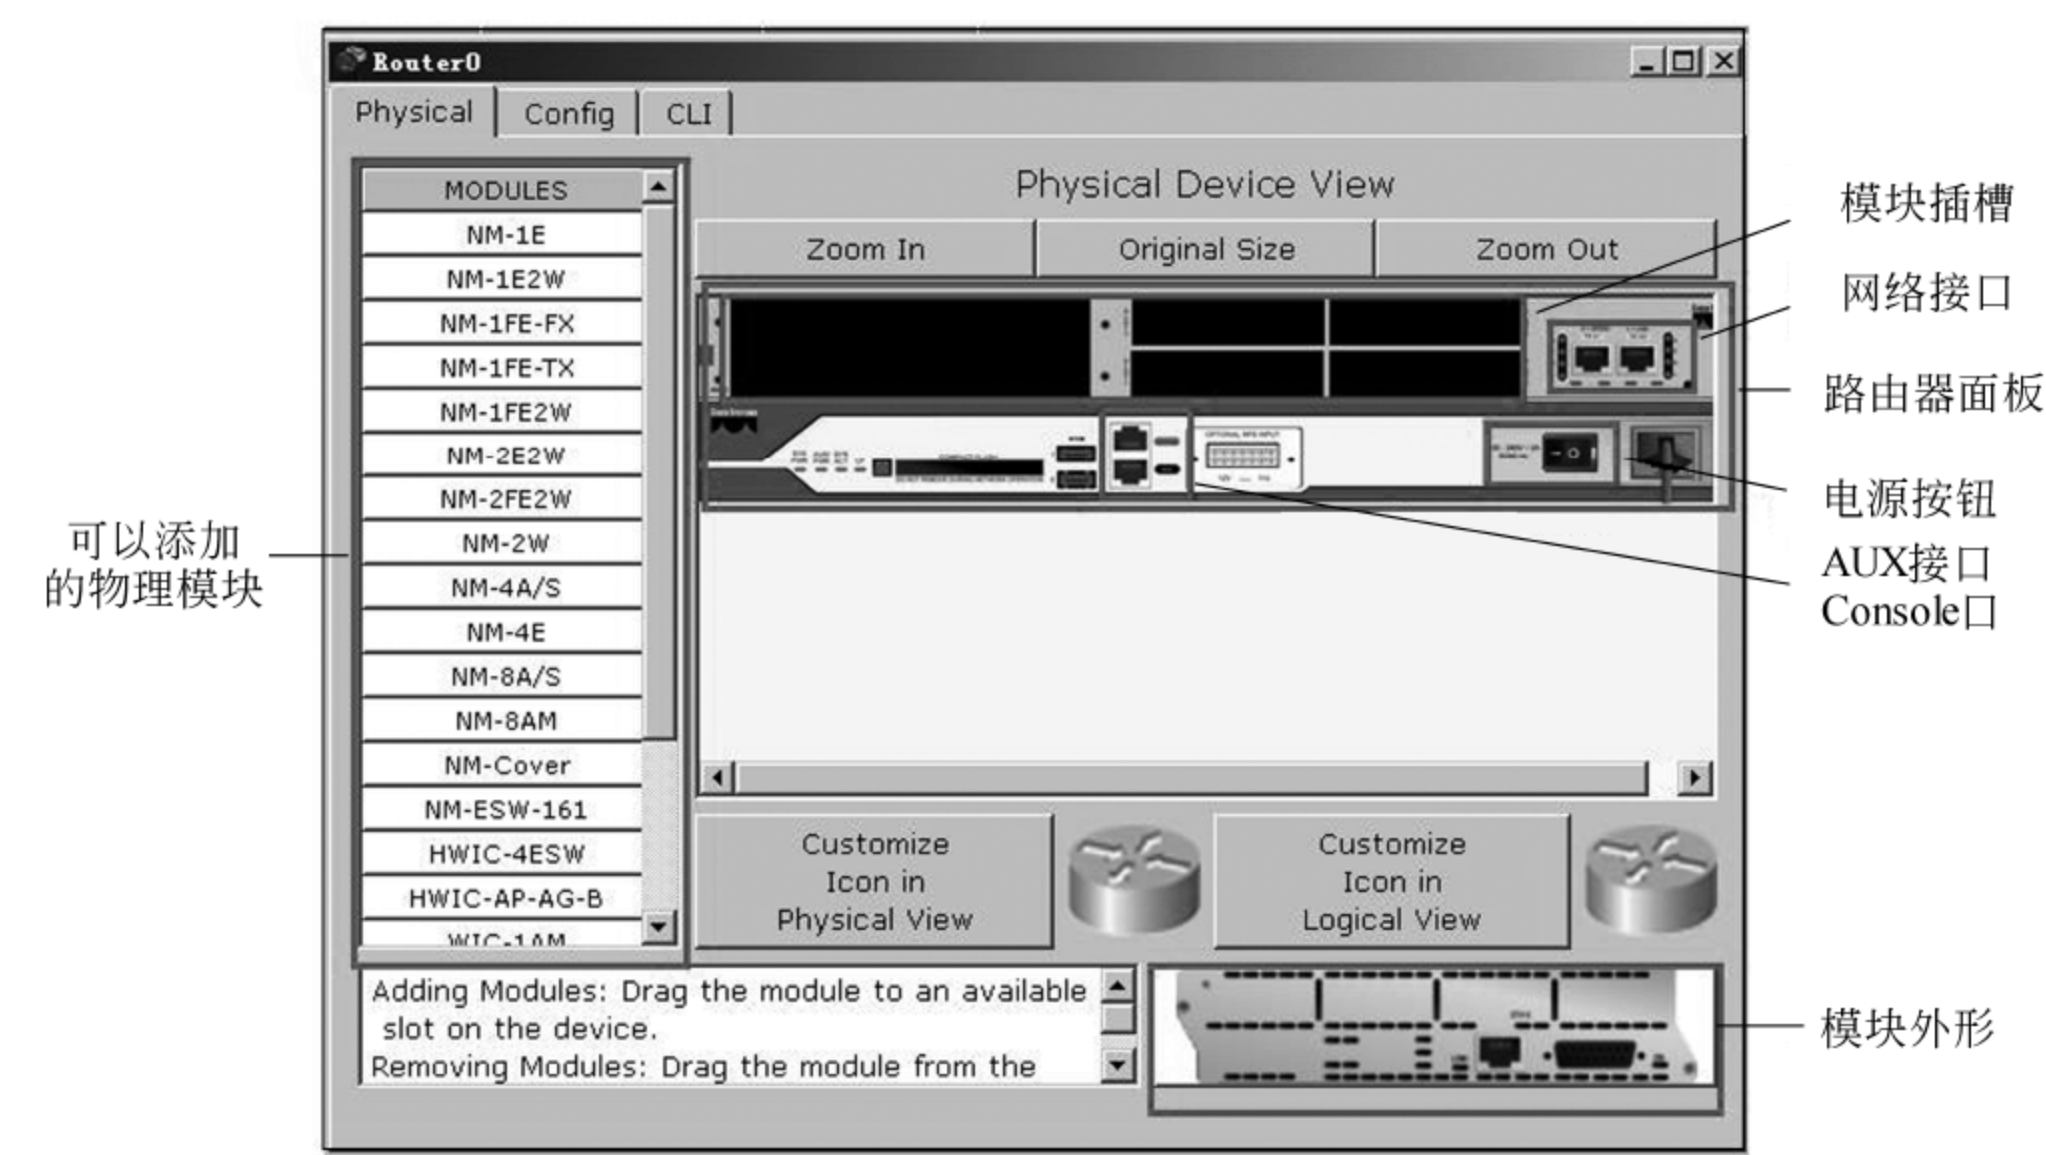 Router0
Physical
Config
CLI
MODULES
NM-1E
NM-1E2W
NM-1FE-FX
NM-1FE-TX
NM-1FE2W
NM-2E2W
NM-2FE2W
NM-2W
NM-4A/S
NM-4E
NM-8A/S
NM-8AM
NM-Cover
NM-ESW-161
HWIC-4ESW
HWIC-AP-AG-B
WIC-1AM
Physical Device View
Zoom In
Original Size
Zoom Out
OPTIONAL RPS INPUT
Customize
Icon in
Physical View
Customize
Icon in
Logical View
Adding Modules: Drag the module to an available
slot on the device.
Removing Modules: Drag the module from the
可以添加
的物理模块
模块插槽
网络接口
路由器面板
电源按钮
AUX接口
Console口
模块外形